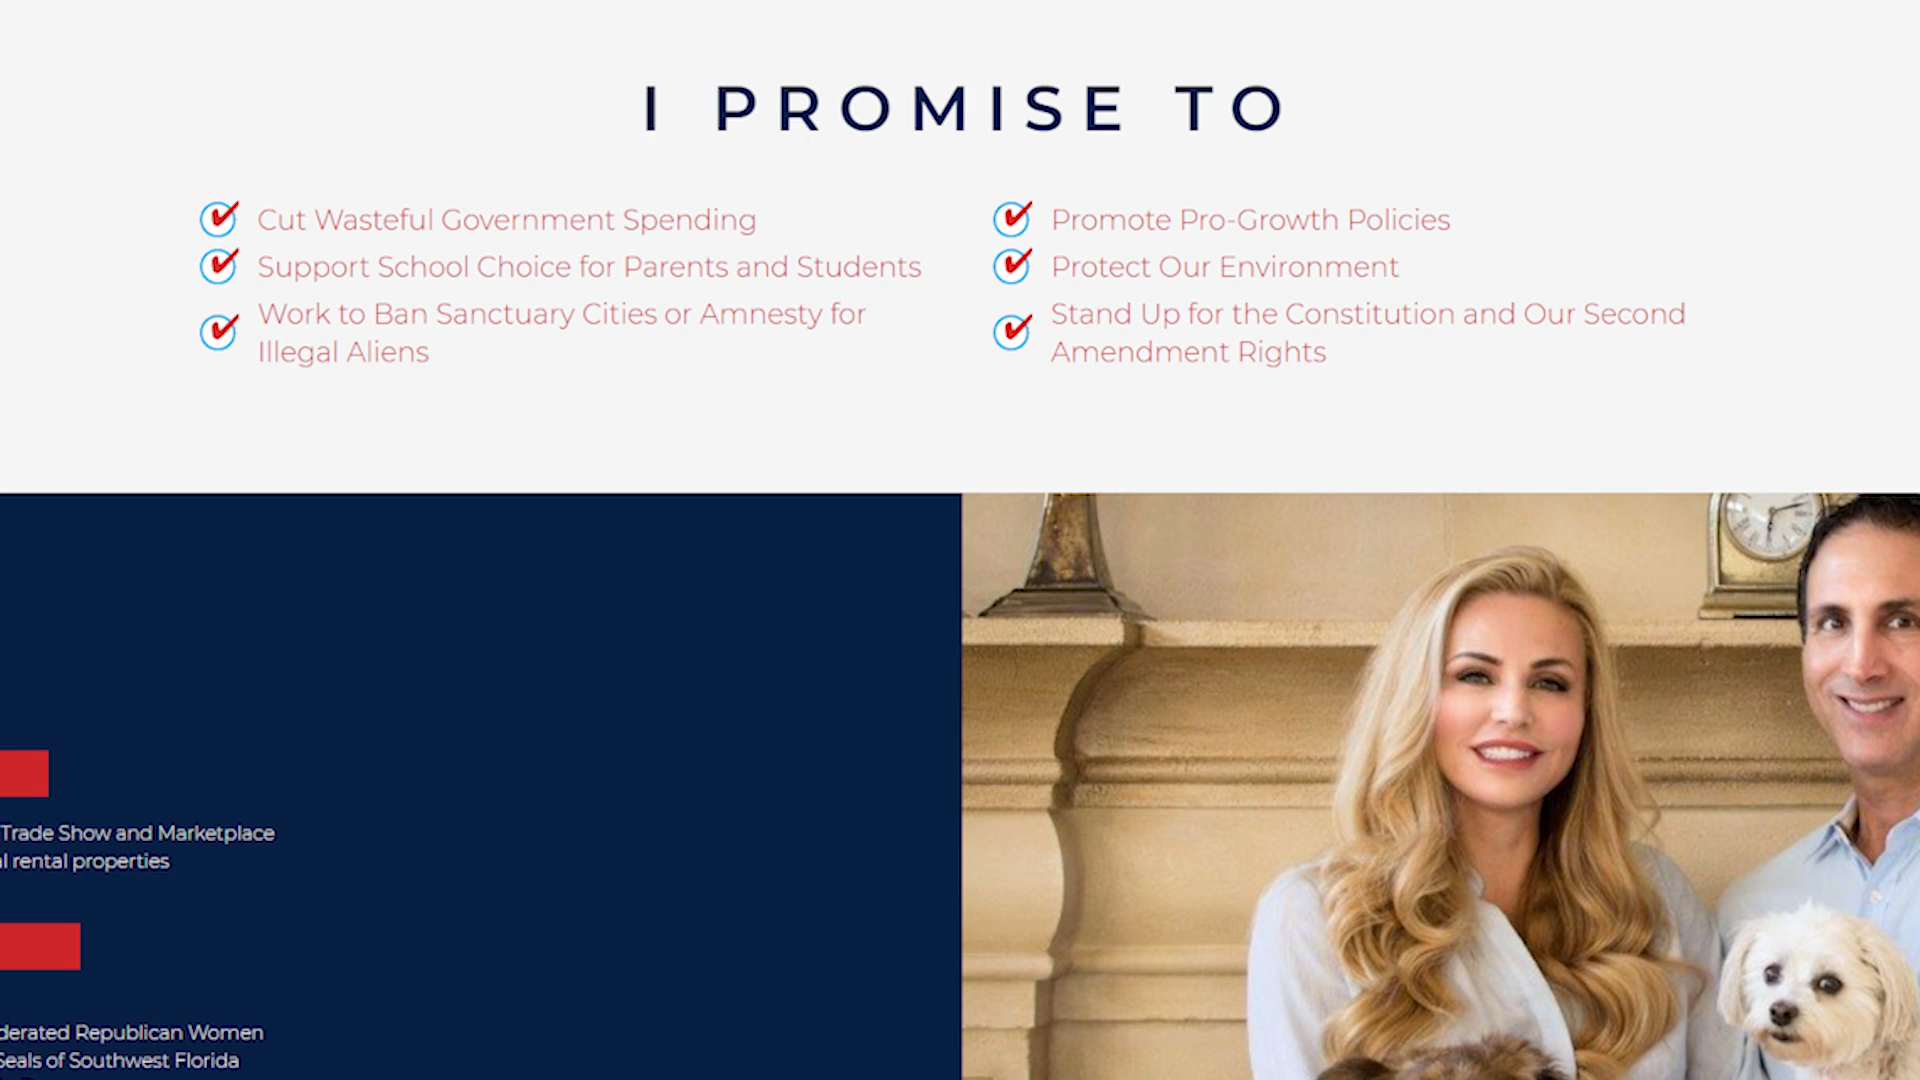 I PROMISE TO
Cut Wasteful Government Spending
Support School Choice for Parents and Students
Work to Ban Sanctuary Cities or Amnesty for
Illegal Aliens
Promote Pro-Growth Policies
Protect Our Environment
Stand Up for the Constitution and Our Second
Amendment Rights
Trade Show and Marketplace
l rental properties
derated Republican Women
Seals of Southwest Florida